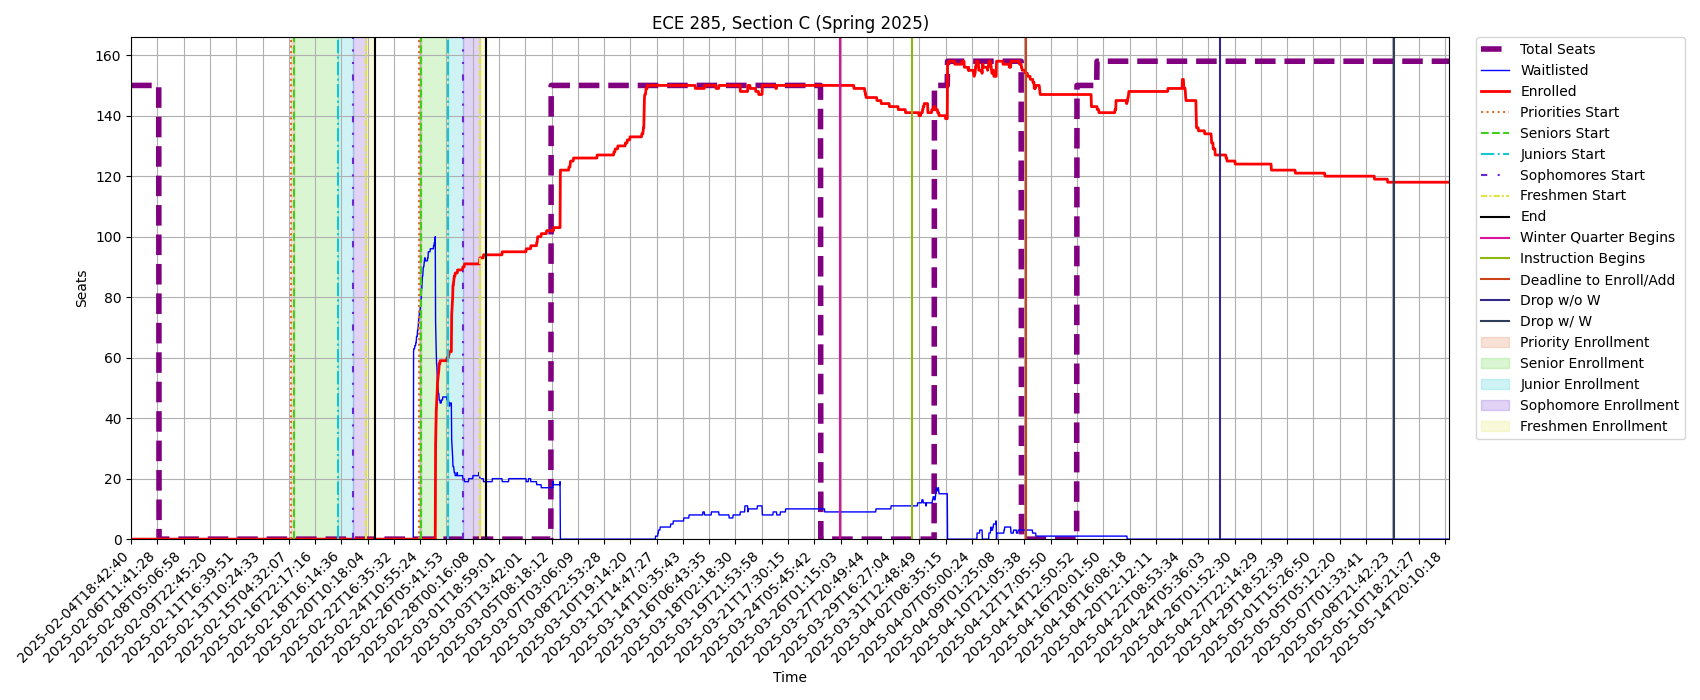 ECE 285, Section C (Spring 2025)
Seats
160
140
120
100
80
60
40
20
0
2025-02-04T18:42:40
2025-02-06T11:41:28
2025-02-08T05:06:58
2025-02-09T22:45:20
2025-02-11T16:39:51
2025-02-13T10:24:33
2025-02-15T04:32:07
2025-02-16T22:17:16
2025-02-18T16:14:36
2025-02-20T10:18:04
2025-02-22T16:35:32
2025-02-24T10:55:24
2025-02-26T05:41:53
2025-02-28T00:16:08
2025-03-01T18:59:01
2025-03-03T13:42:01
2025-03-05T08:18:12
2025-03-07T03:06:09
2025-03-08T22:53:28
2025-03-10T19:14:20
2025-03-12T14:47:27
2025-03-14T10:35:43
2025-03-16T06:43:35
2025-03-18T02:18:30
2025-03-19T21:53:58
2025-03-21T17:30:15
2025-03-24T05:45:42
2025-03-26T01:15:03
2025-03-27T20:49:44
2025-03-29T16:27:04
2025-03-31T12:48:49
2025-04-02T08:35:15
2025-04-07T05:00:24
2025-04-09T01:25:08
2025-04-10T21:05:38
2025-04-12T17:05:50
2025-04-14T12:50:52
2025-04-16T20:01:50
2025-04-18T16:08:19
2025-04-20T12:12:11
2025-04-22T08:53:34
2025-04-24T05:36:03
2025-04-26T01:52:30
2025-04-27T22:14:29
2025-04-29T18:52:39
2025-05-01T15:26:50
2025-05-05T05:12:20
2025-05-07T01:33:41
2025-05-08T21:42:23
2025-05-10T18:21:27
2025-05-14T20:10:18
Time
Total Seats
Waitlisted
Enrolled
Priorities Start
Seniors Start
Juniors Start
Sophomores Start
Freshmen Start
End
Winter Quarter Begins
Instruction Begins
Deadline to Enroll/Add
Drop w/o W
Drop w/ W
Priority Enrollment
Senior Enrollment
Junior Enrollment
Sophomore Enrollment
Freshmen Enrollment